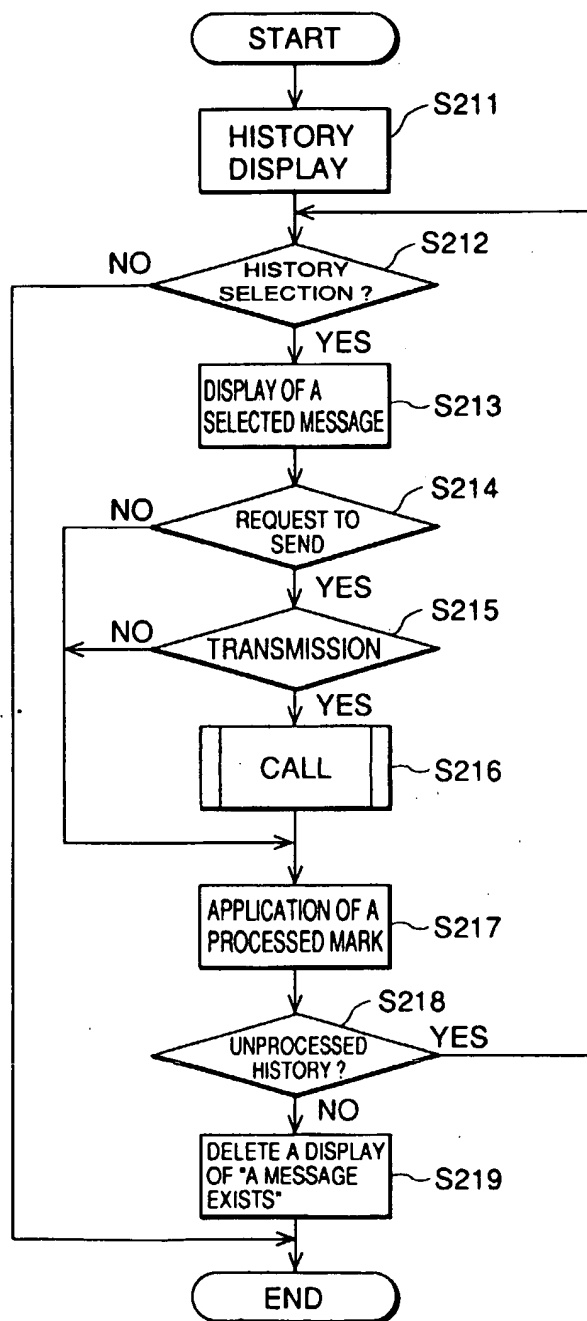 START
S211
HISTORY
DISPLAY
S212
NO
HISTORY
SELECTION ?
YES
DISPLAY OF A
SELECTED MESSAGE
S213
S214
NO
REQUEST TO
SEND
YES
S215
NO
TRANSMISSION
YES
CALL
S216
APPLICATION OF A
PROCESSED MARK
S217
S218
UNPROCESSED
HISTORY ?
YES
NO
DELETE A DISPLAY
OF "A MESSAGE
EXISTS"
S219
END